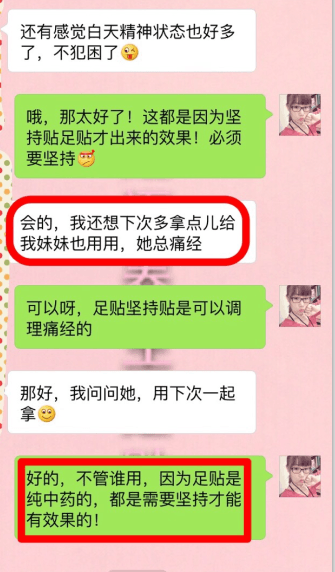 还有感觉白天精神状态也好多
了，不犯困了
哦，那太好了！这都是因为坚
持贴足贴才出来的效果！必须
要坚持
会的，我还想下次多拿点儿给
我妹妹也用用，她总痛经
可以呀，足贴坚持贴是可以调
理痛经的
那好，我问问她，用下次一起
拿
好的，不管谁用，因为足贴是
纯中药的，都是需要坚持才能
有效果的！